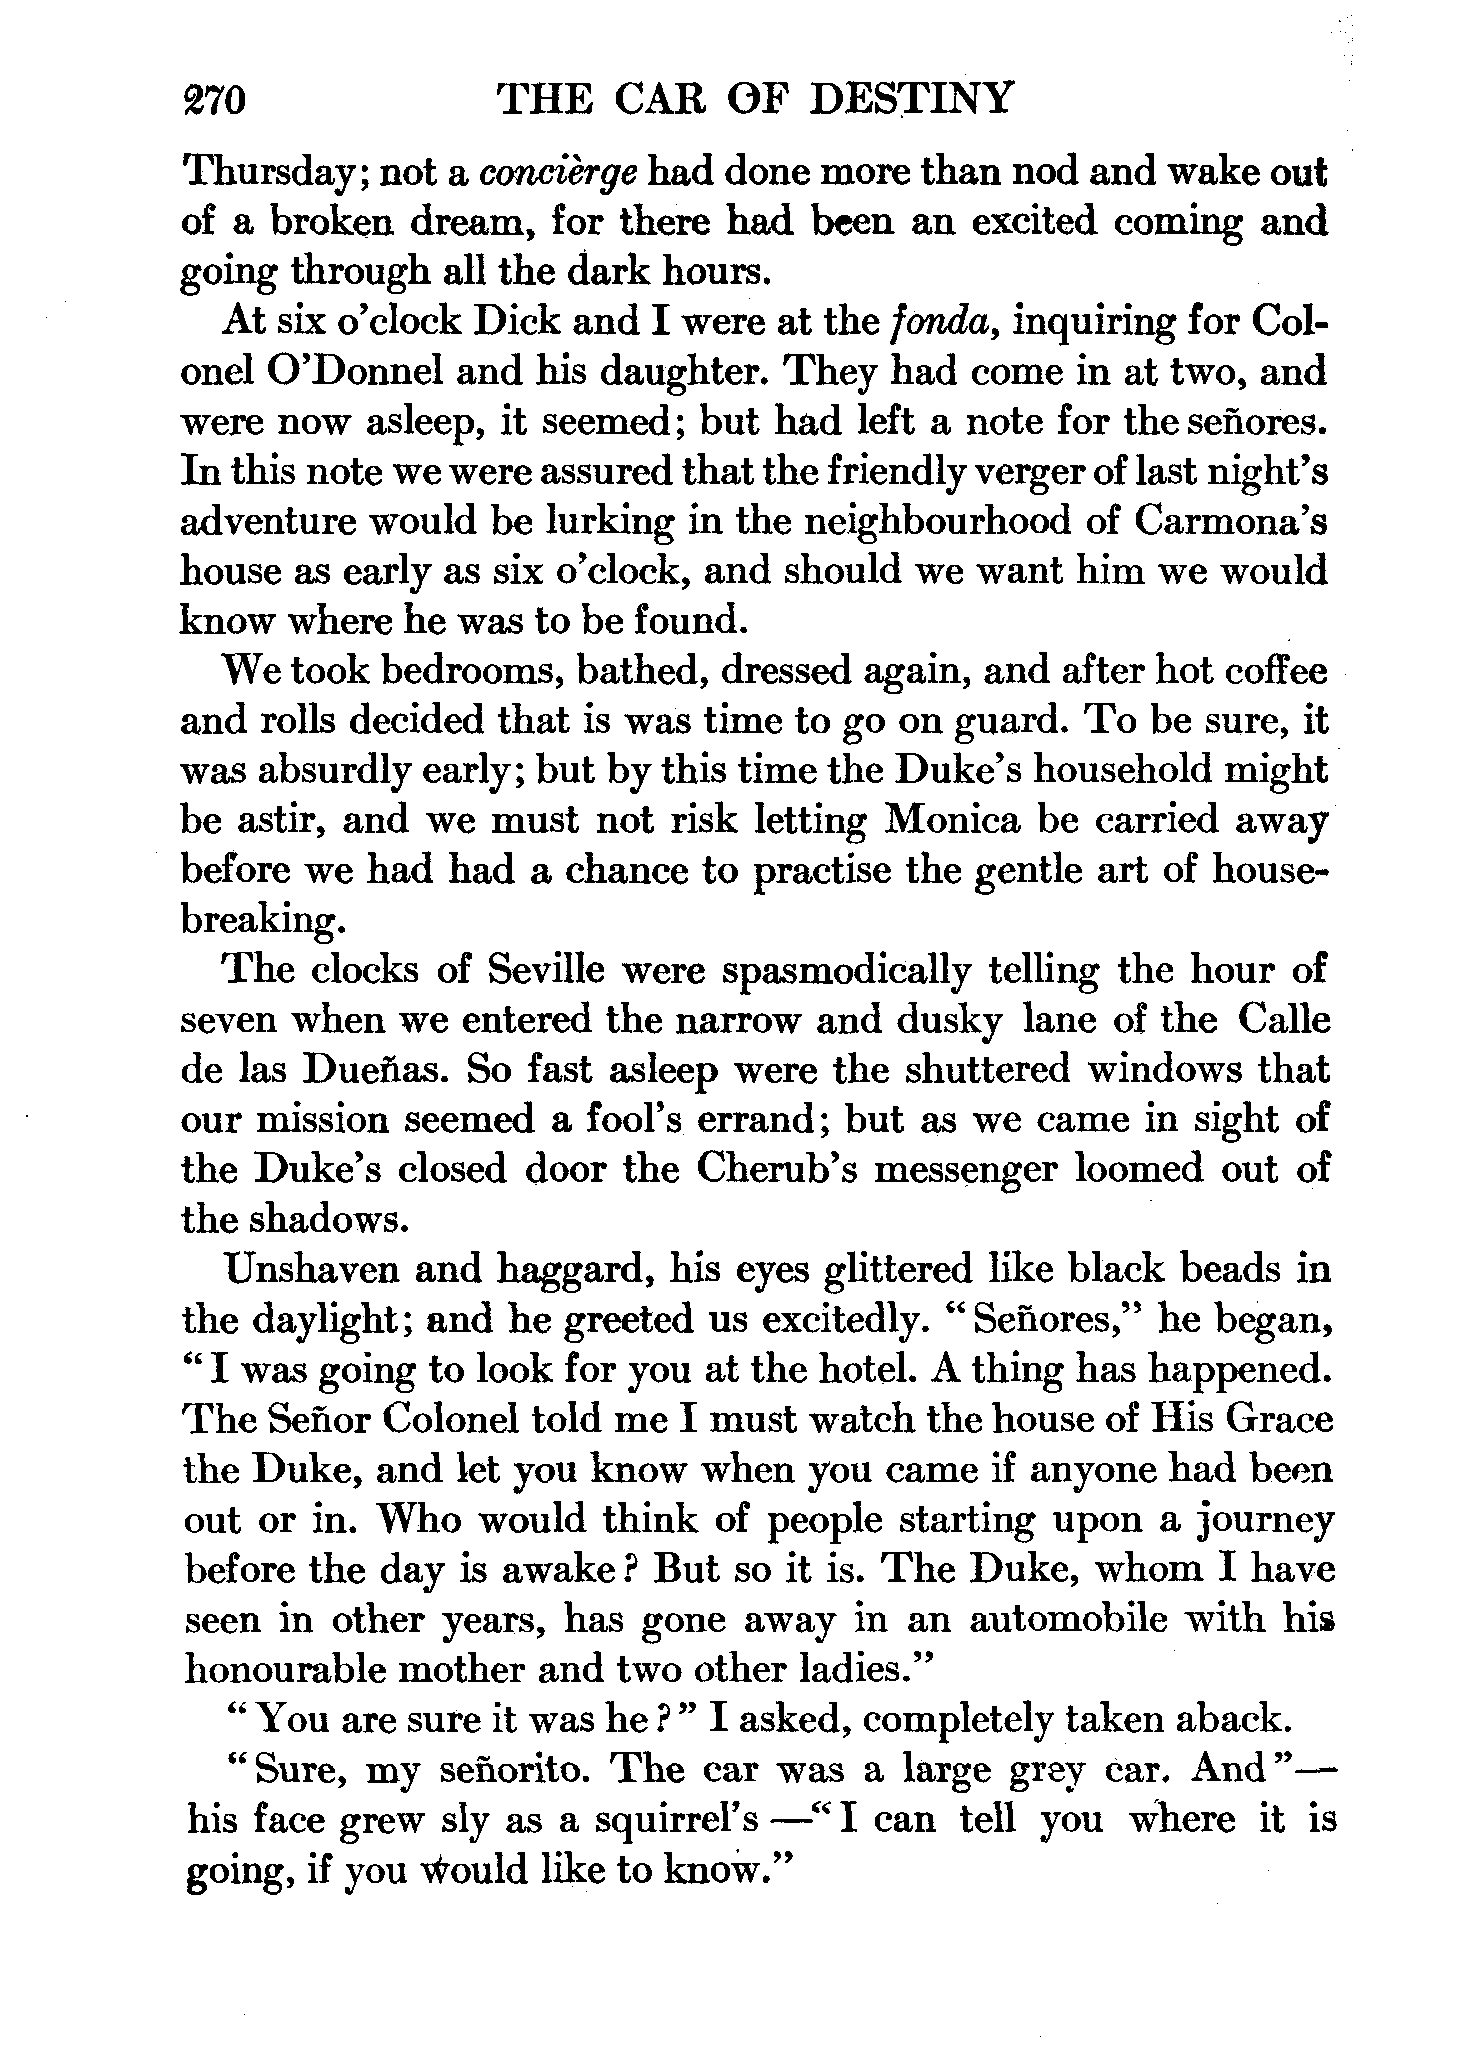 270 THE CAR OF DESTINY
Thursday; not a concièrge had done more than nod and wake out
of a broken dream, for there had been an excited coming and
going through all the dark hours.
At six o'clock Dick and I were at the fonda, inquiring for Col-
onel O'Donnel and his daughter. They had come in at two, and
were now asleep, it seemed; but had left a note for the señores.
In this note we were assured that the friendly verger of last night's
adventure would be lurking in the neighbourhood of Carmona's
house as early as six o'clock, and should we want him we would
know where he was to be found.
We took bedrooms, bathed, dressed again, and after hot coffee
and rolls decided that is was time to go on guard. To be sure, it
was absurdly early; but by this time the Duke's household might
be astir, and we must not risk letting Monica be carried away
before we had had a chance to practise the gentle art of house-
breaking.
The clocks of Seville were spasmodically telling the hour of
seven when we entered the narrow and dusky lane of the Calle
de las Dueñas. So fast asleep were the shuttered windows that
our mission seemed a fool's errand; but as we came in sight of
the Duke's closed door the Cherub's messenger loomed out of
the shadows.
Unshaven and haggard, his eyes glittered like black beads in
the daylight; and he greeted us excitedly. "Señores," he began,
"I was going to look for you at the hotel. A thing has happened.
The Señor Colonel told me I must watch the house of His Grace
the Duke, and let you know when you came if anyone had been
out or in. Who would think of people starting upon a journey
before the day is awake? But so it is. The Duke, whom I have
seen in other years, has gone away in an automobile with his
honourable mother and two other ladies."
"You are sure it was he?" I asked, completely taken aback.
"Sure, my señorito. The car was a large grey car. And"—
his face grew sly as a squirrel's —"I can tell you where it is
going, if you would like to know."